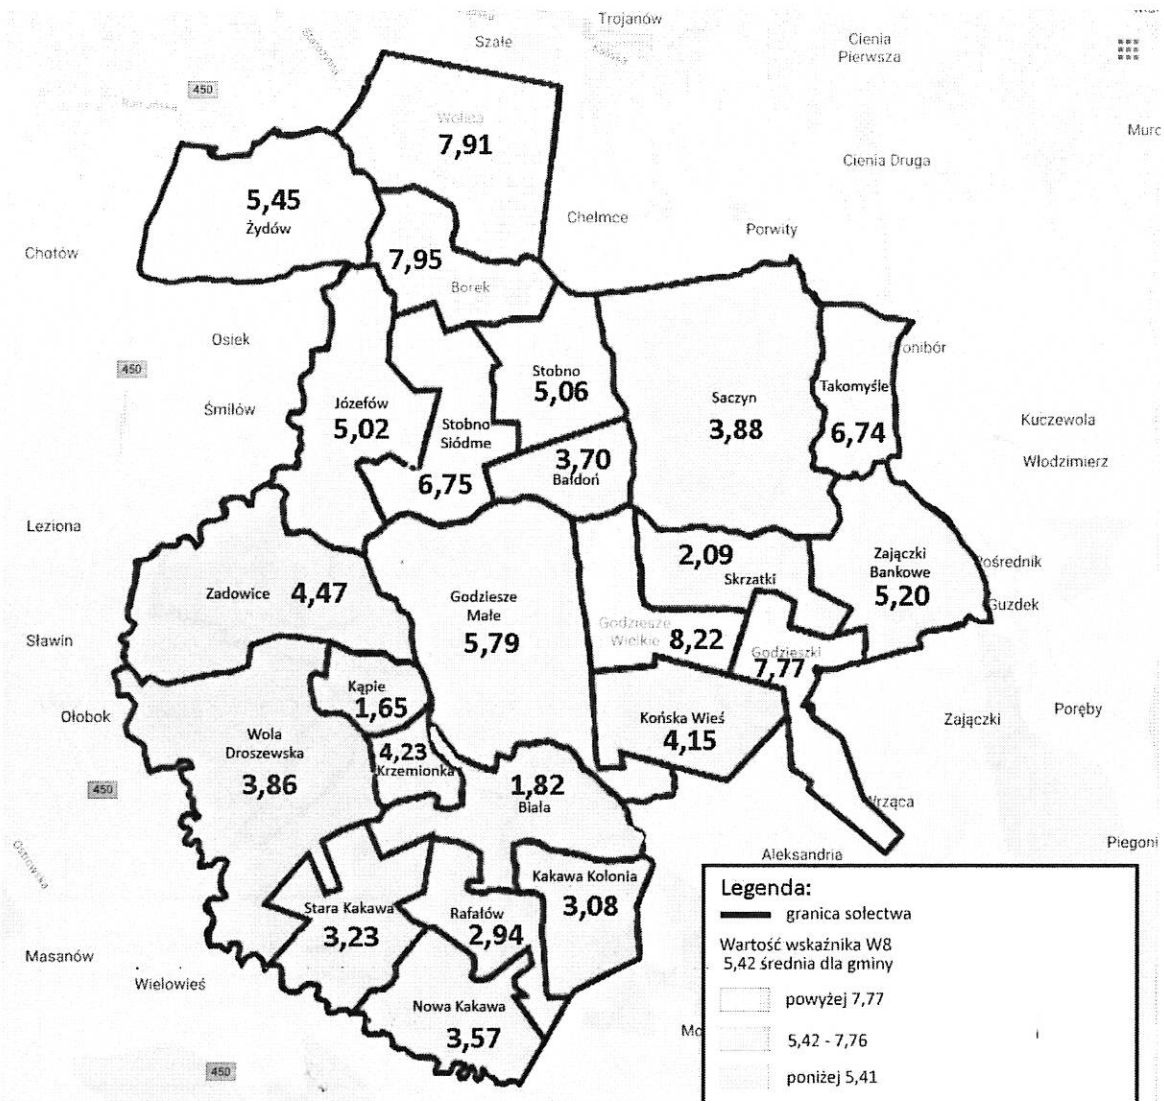 Trojanów
Szałe
Cienia
Pierwsza
450
Wolica
7,91
Cienia Druga
5,45
Żydów
Chełmce
Porwity
Chotów
7,95
Borek
Osiek
450
Stobno
5,06
Takomyśle
6,74
Śmiłów
Józefów
5,02
Saczyn
3,88
Stobno
Siódme
6,75
Kuczewola
3,70
Bałdoń
Włodzimierz
Leziona
2,09
Skrzatki
Zajączki
Bankowe
5,20
Pośrednik
Guzdek
Zadowice 4,47
Godziesze
Małe
5,79
Godziesze
Wielkie
8,22
Godzieszki
7,77
Sławin
Kąpie
1,65
Ołobok
Końska Wieś
4,15
Zajączki
Poręby
Wola
Droszewska
3,86
4,23
Krzemionka
450
1,82
Biała
Wrząca
Ostrowska
Aleksandria
Kakawa Kolonia
3,08
Stara Kakawa
3,23
Rafałów
2,94
Masanów
Wielowieś
Nowa Kakawa
3,57
450
Legenda:
granica sołectwa
Wartość wskaźnika W8
5,42 średnia dla gminy
powyżej 7,77
5,42 - 7,76
poniżej 5,41